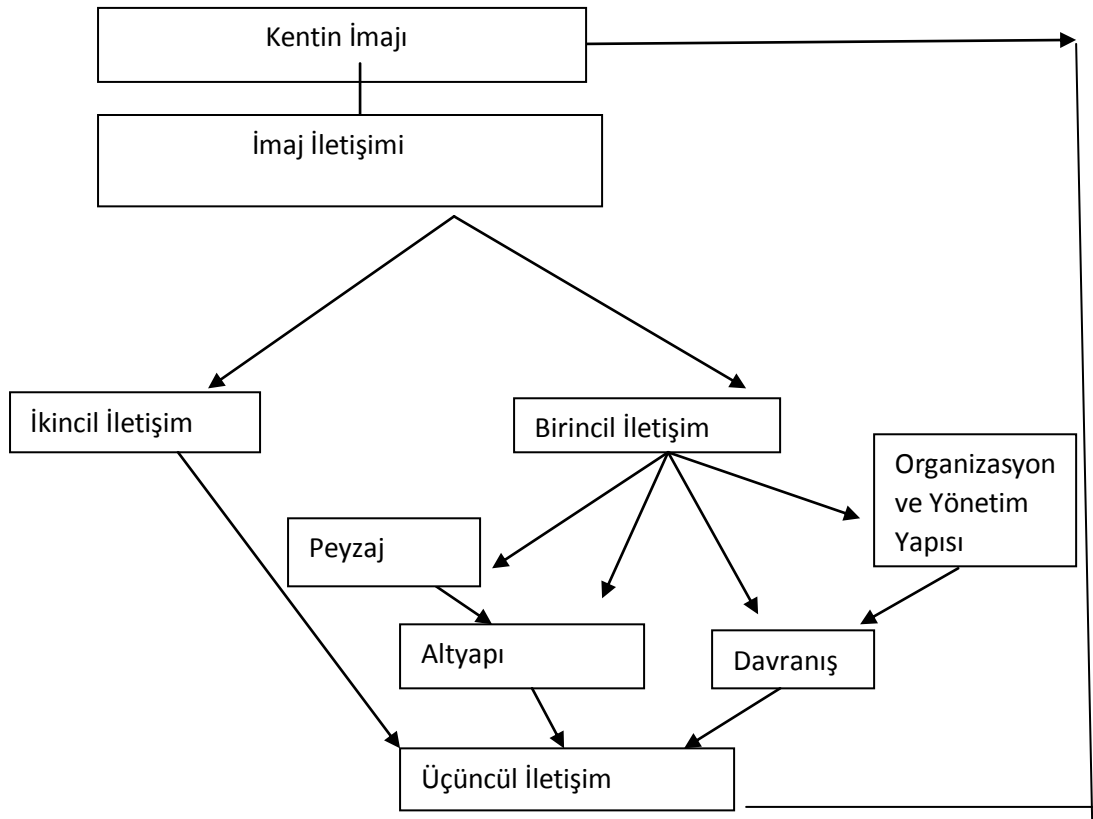 Kentin İmajı
İmaj İletişimi
İkincil İletişim
Birincil İletişim
Organizasyon
ve Yönetim
Yapısı
Peyzaj
Altyapı
Davranış
Üçüncül İletişim